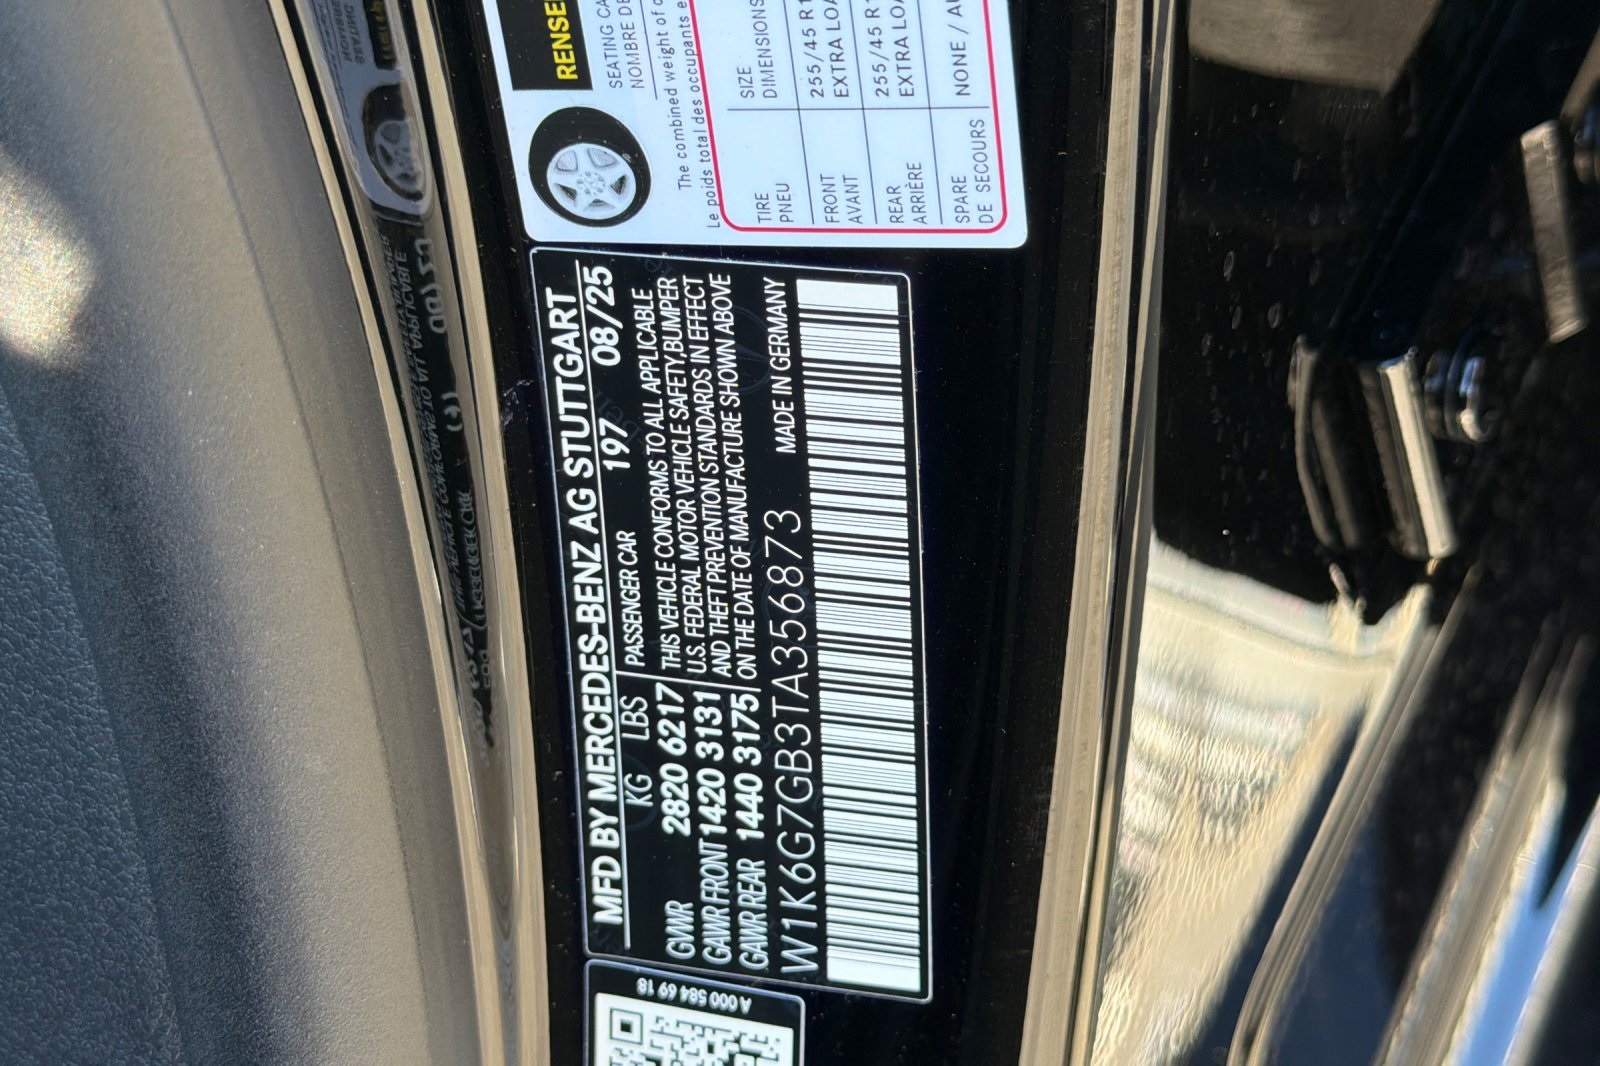 MFD BY MERCEDES-BENZ AG STUTTGART
KG LBS PASSENGER CAR 197 08/25
GVWR 2820 6217
GAWR FRONT 1420 3131
GAWR REAR 1440 3175
THIS VEHICLE CONFORMS TO ALL APPLICABLE
U.S. FEDERAL MOTOR VEHICLE SAFETY, BUMPER
AND THEFT PREVENTION STANDARDS IN EFFECT
ON THE DATE OF MANUFACTURE SHOWN ABOVE
W1K6G7GB3TA356873 MADE IN GERMANY
SEATING
NOMBRE DE
The combined weight of
Le poids total des occupants
TIRE SIZE
PNEU DIMENSIONS
FRONT 255/45
AVANT EXTRA
REAR 255/45
ARRIÈRE EXTRA
SPARE NONE /
DE SECOURS
A 000 584 69 18